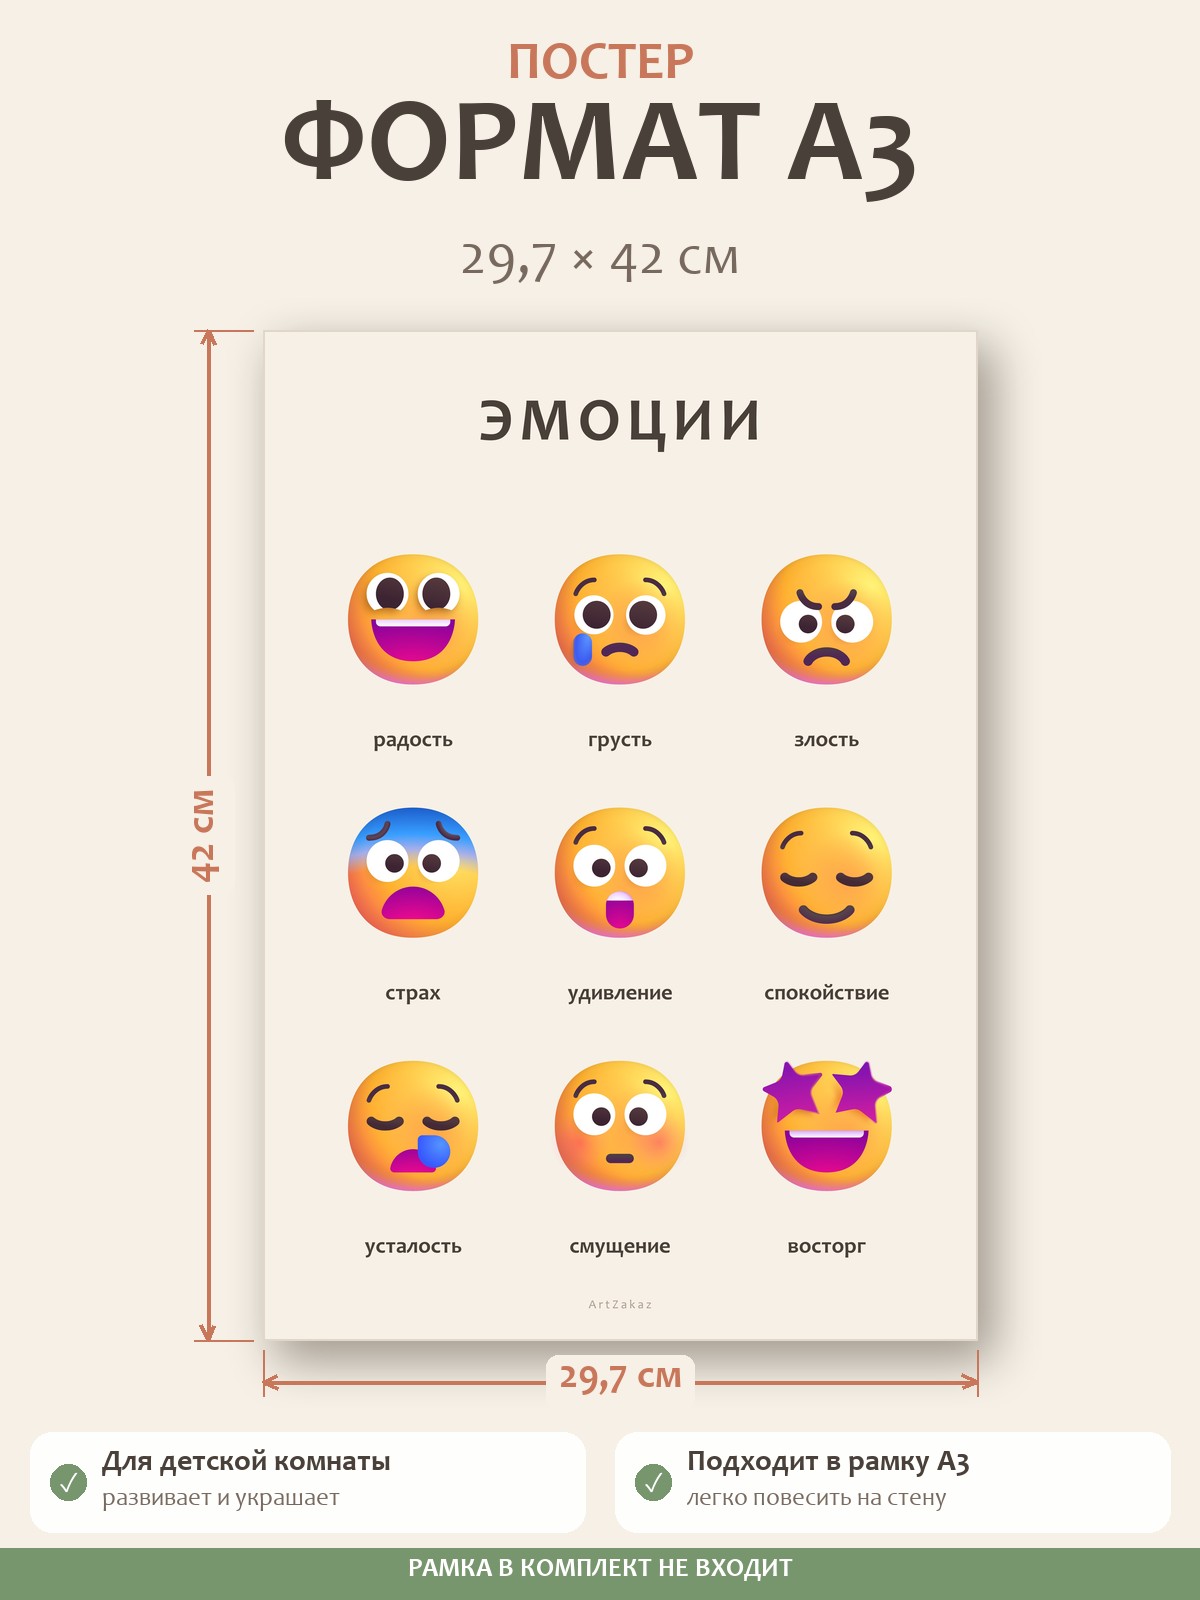 ПОСТЕР
ФОРМАТ А3
29,7 × 42 см
ЭМОЦИИ
радость грусть злость
42 см
страх удивление спокойствие
усталость смущение восторг
ArtZakaz
29,7 см
Для детской комнаты
развивает и украшает
Подходит в рамку А3
легко повесить на стену
РАМКА В КОМПЛЕКТ НЕ ВХОДИТ